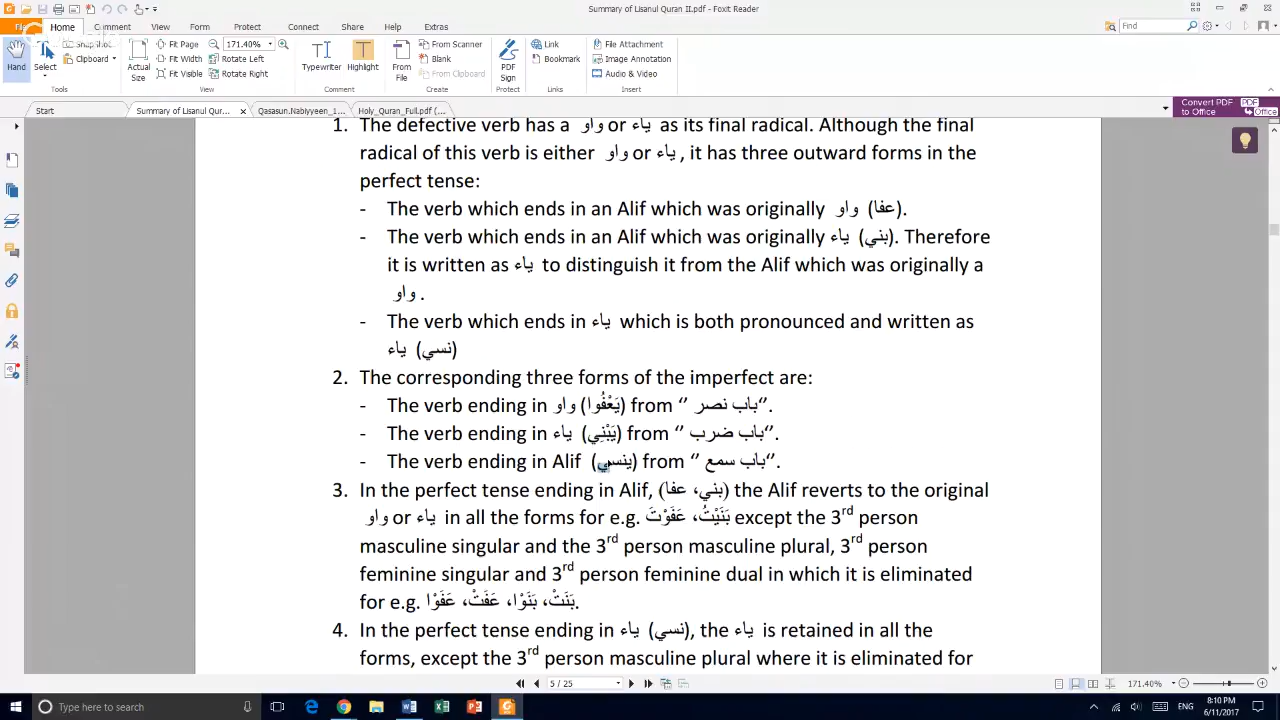 Summary of Lisanul Quran II.pdf - Foxit Reader
File Home Comment View Form Protect Share Connect Help Extras Find
Hand Select Snapshot Clipboard Actual Size Fit Page Fit Width Fit Visible 171.40% Rotate Left Rotate Right Typewriter Highlight From File From Scanner Blank From Clipboard PDF Sign Link Bookmark File Attachment Image Annotation Audio & Video
Tools View Comment Create Protect Links Insert
Start Summary of Lisanul Qur... Qasasun.Nabiyyeen_1... Holy_Quran_Full.pdf (... Convert PDF to Office
1. The defective verb has a واو or ياء as its final radical. Although the final
radical of this verb is either واو or ياء , it has three outward forms in the
perfect tense:
- The verb which ends in an Alif which was originally واو (عفا).
- The verb which ends in an Alif which was originally ياء (بني). Therefore
it is written as ياء to distinguish it from the Alif which was originally a
واو .
- The verb which ends in ياء which is both pronounced and written as
ياء (نسي)
2. The corresponding three forms of the imperfect are:
- The verb ending in واو (يَعْفُوا) from “باب نصر”.
- The verb ending in ياء (يَبْنِي) from “باب ضرب”.
- The verb ending in Alif (ينسي) from “باب سمع”.
3. In the perfect tense ending in Alif, (بني، عفا) the Alif reverts to the original
واو or ياء in all the forms for e.g. بَنَيْتُ، عَفَوْتَ except the 3rd person
masculine singular and the 3rd person masculine plural, 3rd person
feminine singular and 3rd person feminine dual in which it is eliminated
for e.g. بَنَتْ، بَنَوْا، عَفَتْ، عَفَوْا.
4. In the perfect tense ending in ياء (نسي), the ياء is retained in all the
forms, except the 3rd person masculine plural where it is eliminated for
5 / 25 171.40%
Type here to search ENG 8:10 PM
6/11/2017